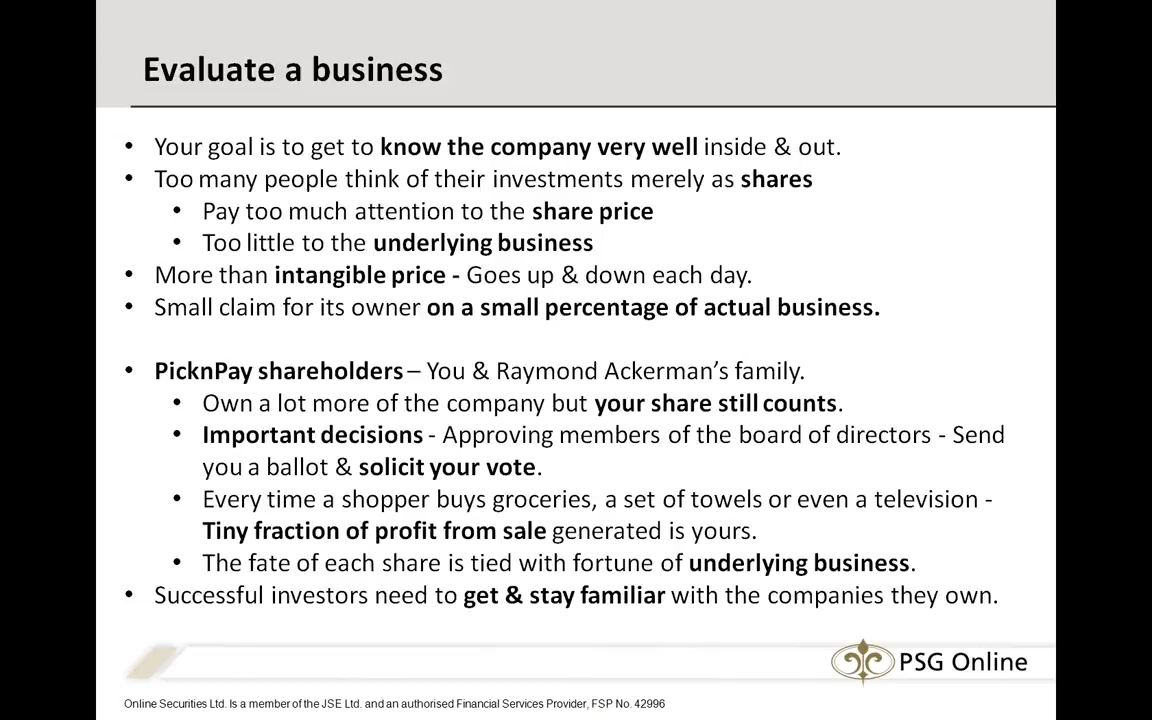 Evaluate a business
• Your goal is to get to know the company very well inside & out.
• Too many people think of their investments merely as shares
• Pay too much attention to the share price
• Too little to the underlying business
• More than intangible price - Goes up & down each day.
• Small claim for its owner on a small percentage of actual business.
• PicknPay shareholders – You & Raymond Ackerman’s family.
• Own a lot more of the company but your share still counts.
• Important decisions - Approving members of the board of directors - Send
you a ballot & solicit your vote.
• Every time a shopper buys groceries, a set of towels or even a television -
Tiny fraction of profit from sale generated is yours.
• The fate of each share is tied with fortune of underlying business.
• Successful investors need to get & stay familiar with the companies they own.
PSG Online
Online Securities Ltd. Is a member of the JSE Ltd. and an authorised Financial Services Provider, FSP No. 42996